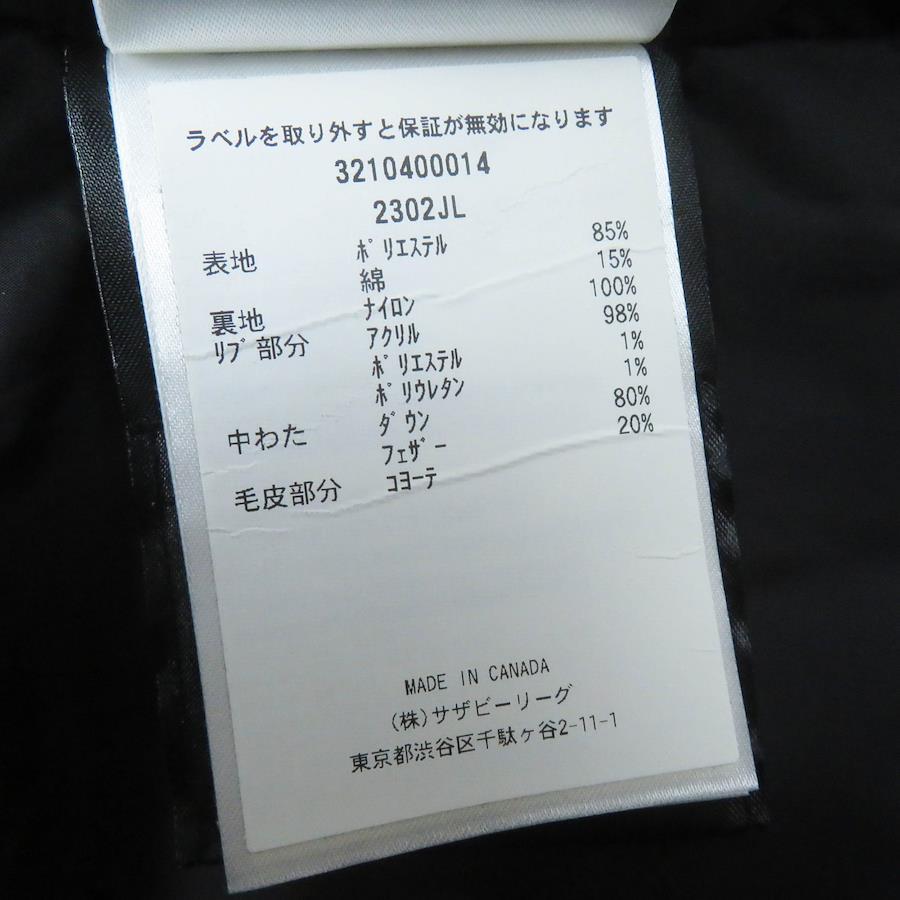 ラベルを取り外すと保証が無効になります
3210400014
2302JL
表地 ﾎﾟﾘｴｽﾃﾙ 85%
綿 15%
裏地 ﾅｲﾛﾝ 100%
ﾘﾌﾞ部分 ｱｸﾘﾙ 98%
ﾎﾟﾘｴｽﾃﾙ 1%
ﾎﾟﾘｳﾚﾀﾝ 1%
中わた ﾀﾞｳﾝ 80%
ﾌｪｻﾞｰ 20%
毛皮部分 ｺﾖｰﾃ
MADE IN CANADA
(株)サザビーリーグ
東京都渋谷区千駄ヶ谷2-11-1